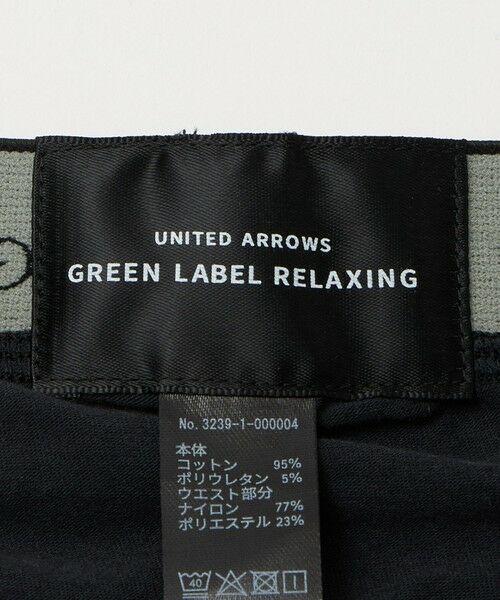 UNITED ARROWS
GREEN LABEL RELAXING
No. 3239-1-000004
本体
コットン 95%
ポリウレタン 5%
ウエスト部分
ナイロン 77%
ポリエステル 23%
40